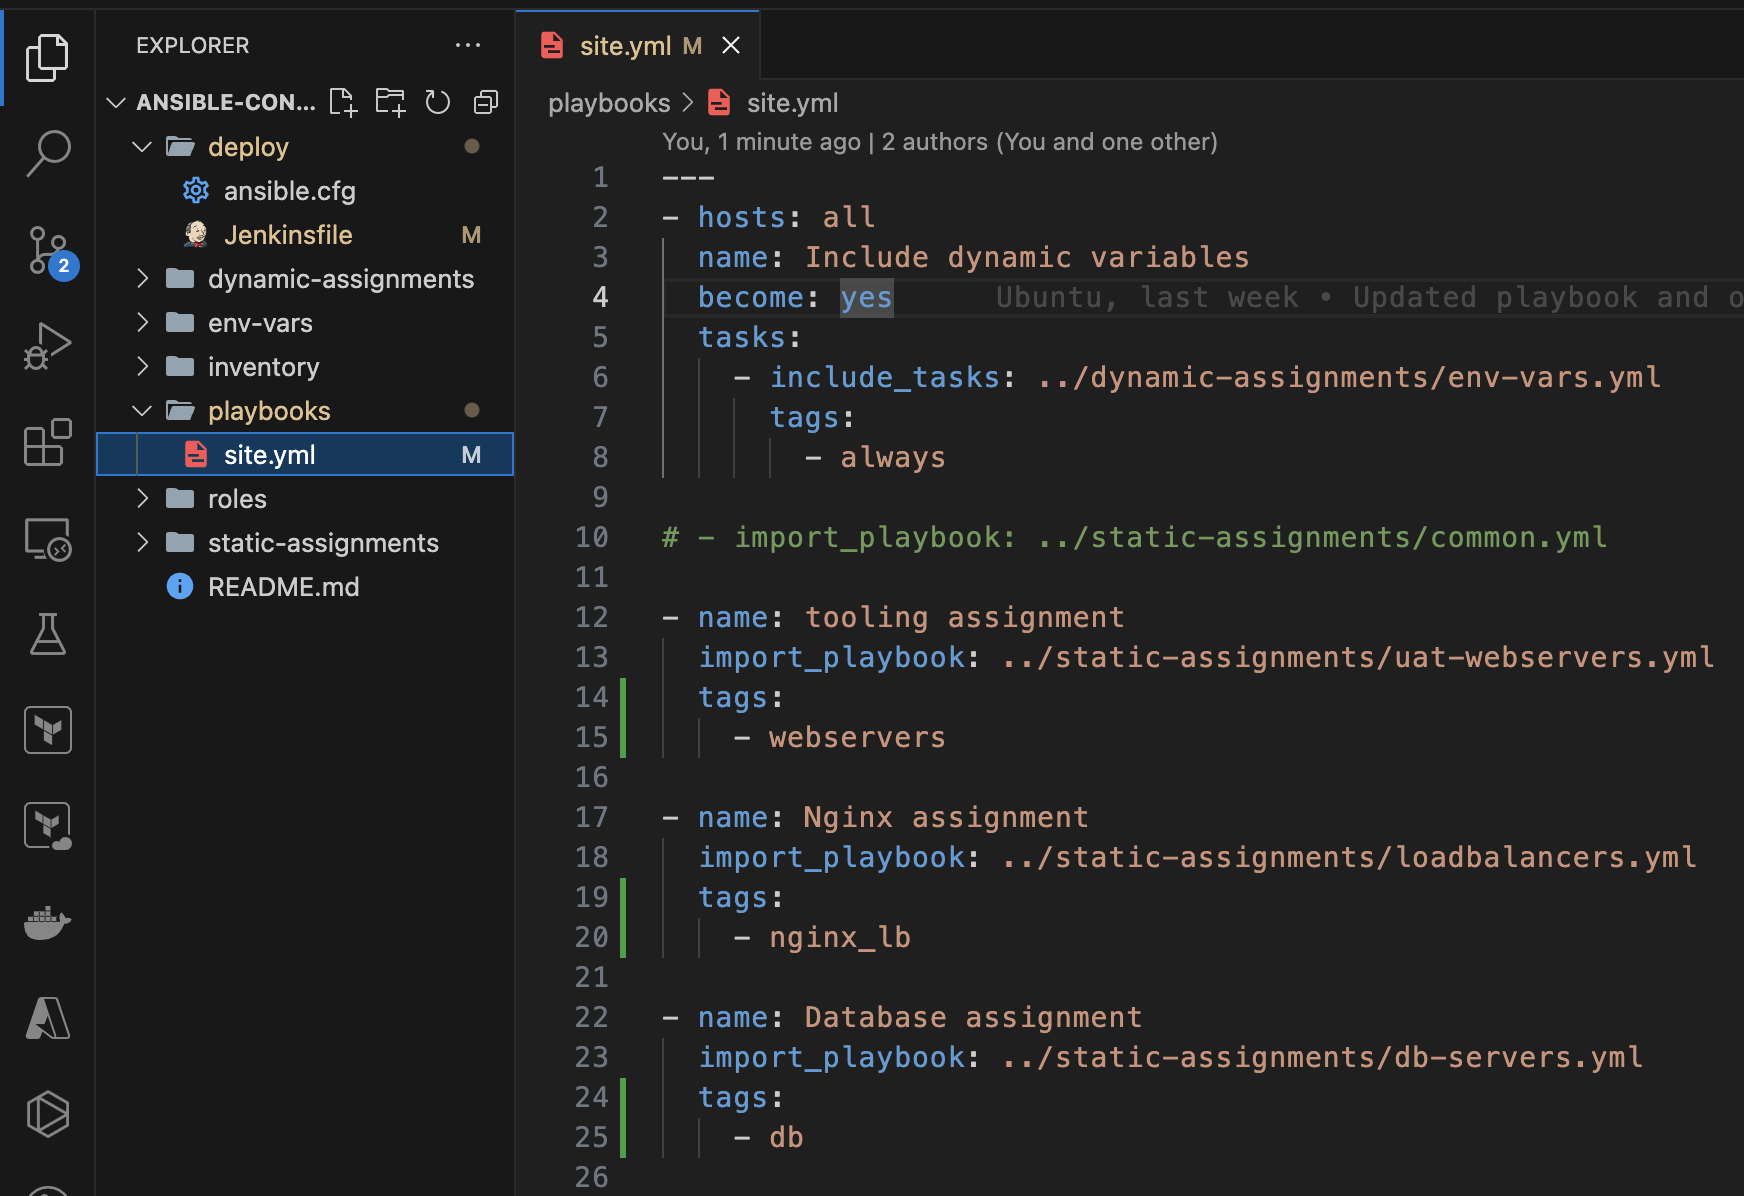 EXPLORER
ANSIBLE-CON...
deploy
ansible.cfg
Jenkinsfile M
dynamic-assignments
env-vars
inventory
playbooks
site.yml M
roles
static-assignments
README.md
2
site.yml M
playbooks > site.yml
You, 1 minute ago | 2 authors (You and one other)
1 ---
2 - hosts: all
3 name: Include dynamic variables
4 become: yes Ubuntu, last week • Updated playbook and o
5 tasks:
6 - include_tasks: ../dynamic-assignments/env-vars.yml
7 tags:
8 - always
9
10 # - import_playbook: ../static-assignments/common.yml
11
12 - name: tooling assignment
13 import_playbook: ../static-assignments/uat-webservers.yml
14 tags:
15 - webservers
16
17 - name: Nginx assignment
18 import_playbook: ../static-assignments/loadbalancers.yml
19 tags:
20 - nginx_lb
21
22 - name: Database assignment
23 import_playbook: ../static-assignments/db-servers.yml
24 tags:
25 - db
26